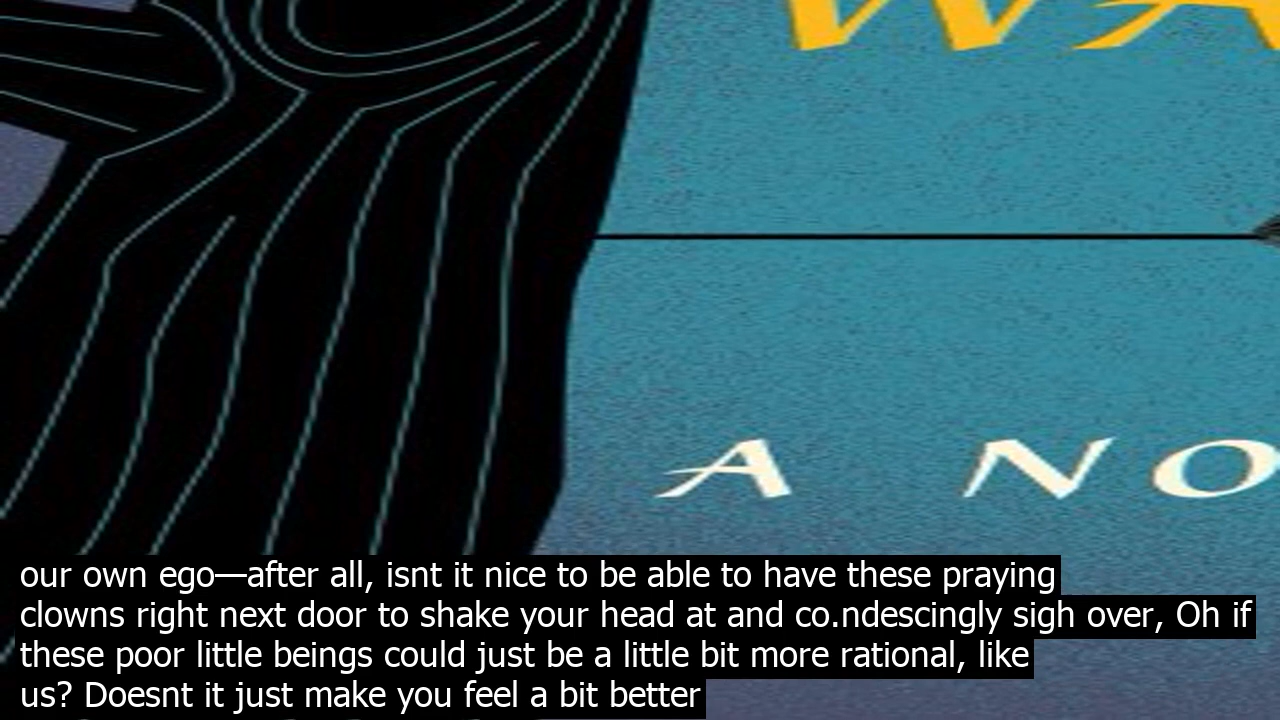 WA
A NO
our own ego—after all, isnt it nice to be able to have these praying
clowns right next door to shake your head at and co.ndescingly sigh over, Oh if
these poor little beings could just be a little bit more rational, like
us? Doesnt it just make you feel a bit better